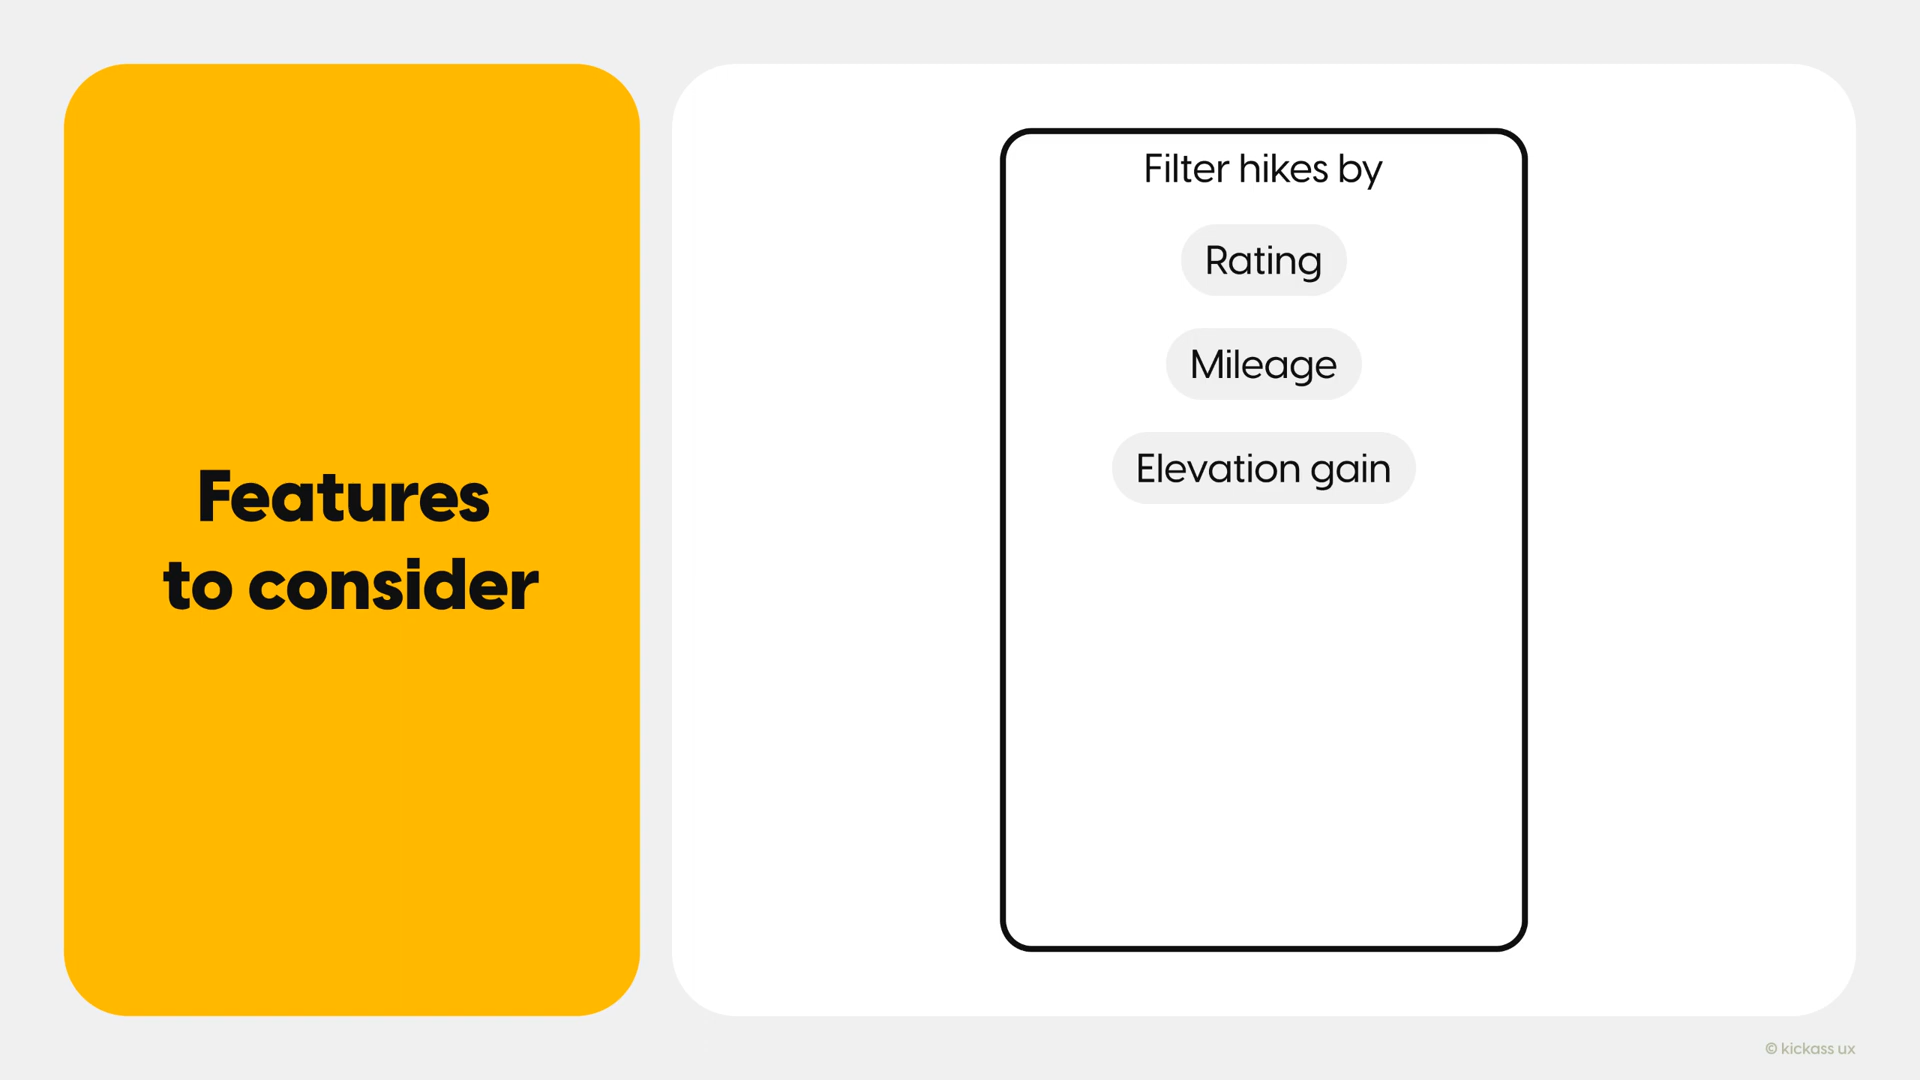 Features
to consider
Filter hikes by
Rating
Mileage
Elevation gain
© kickass ux